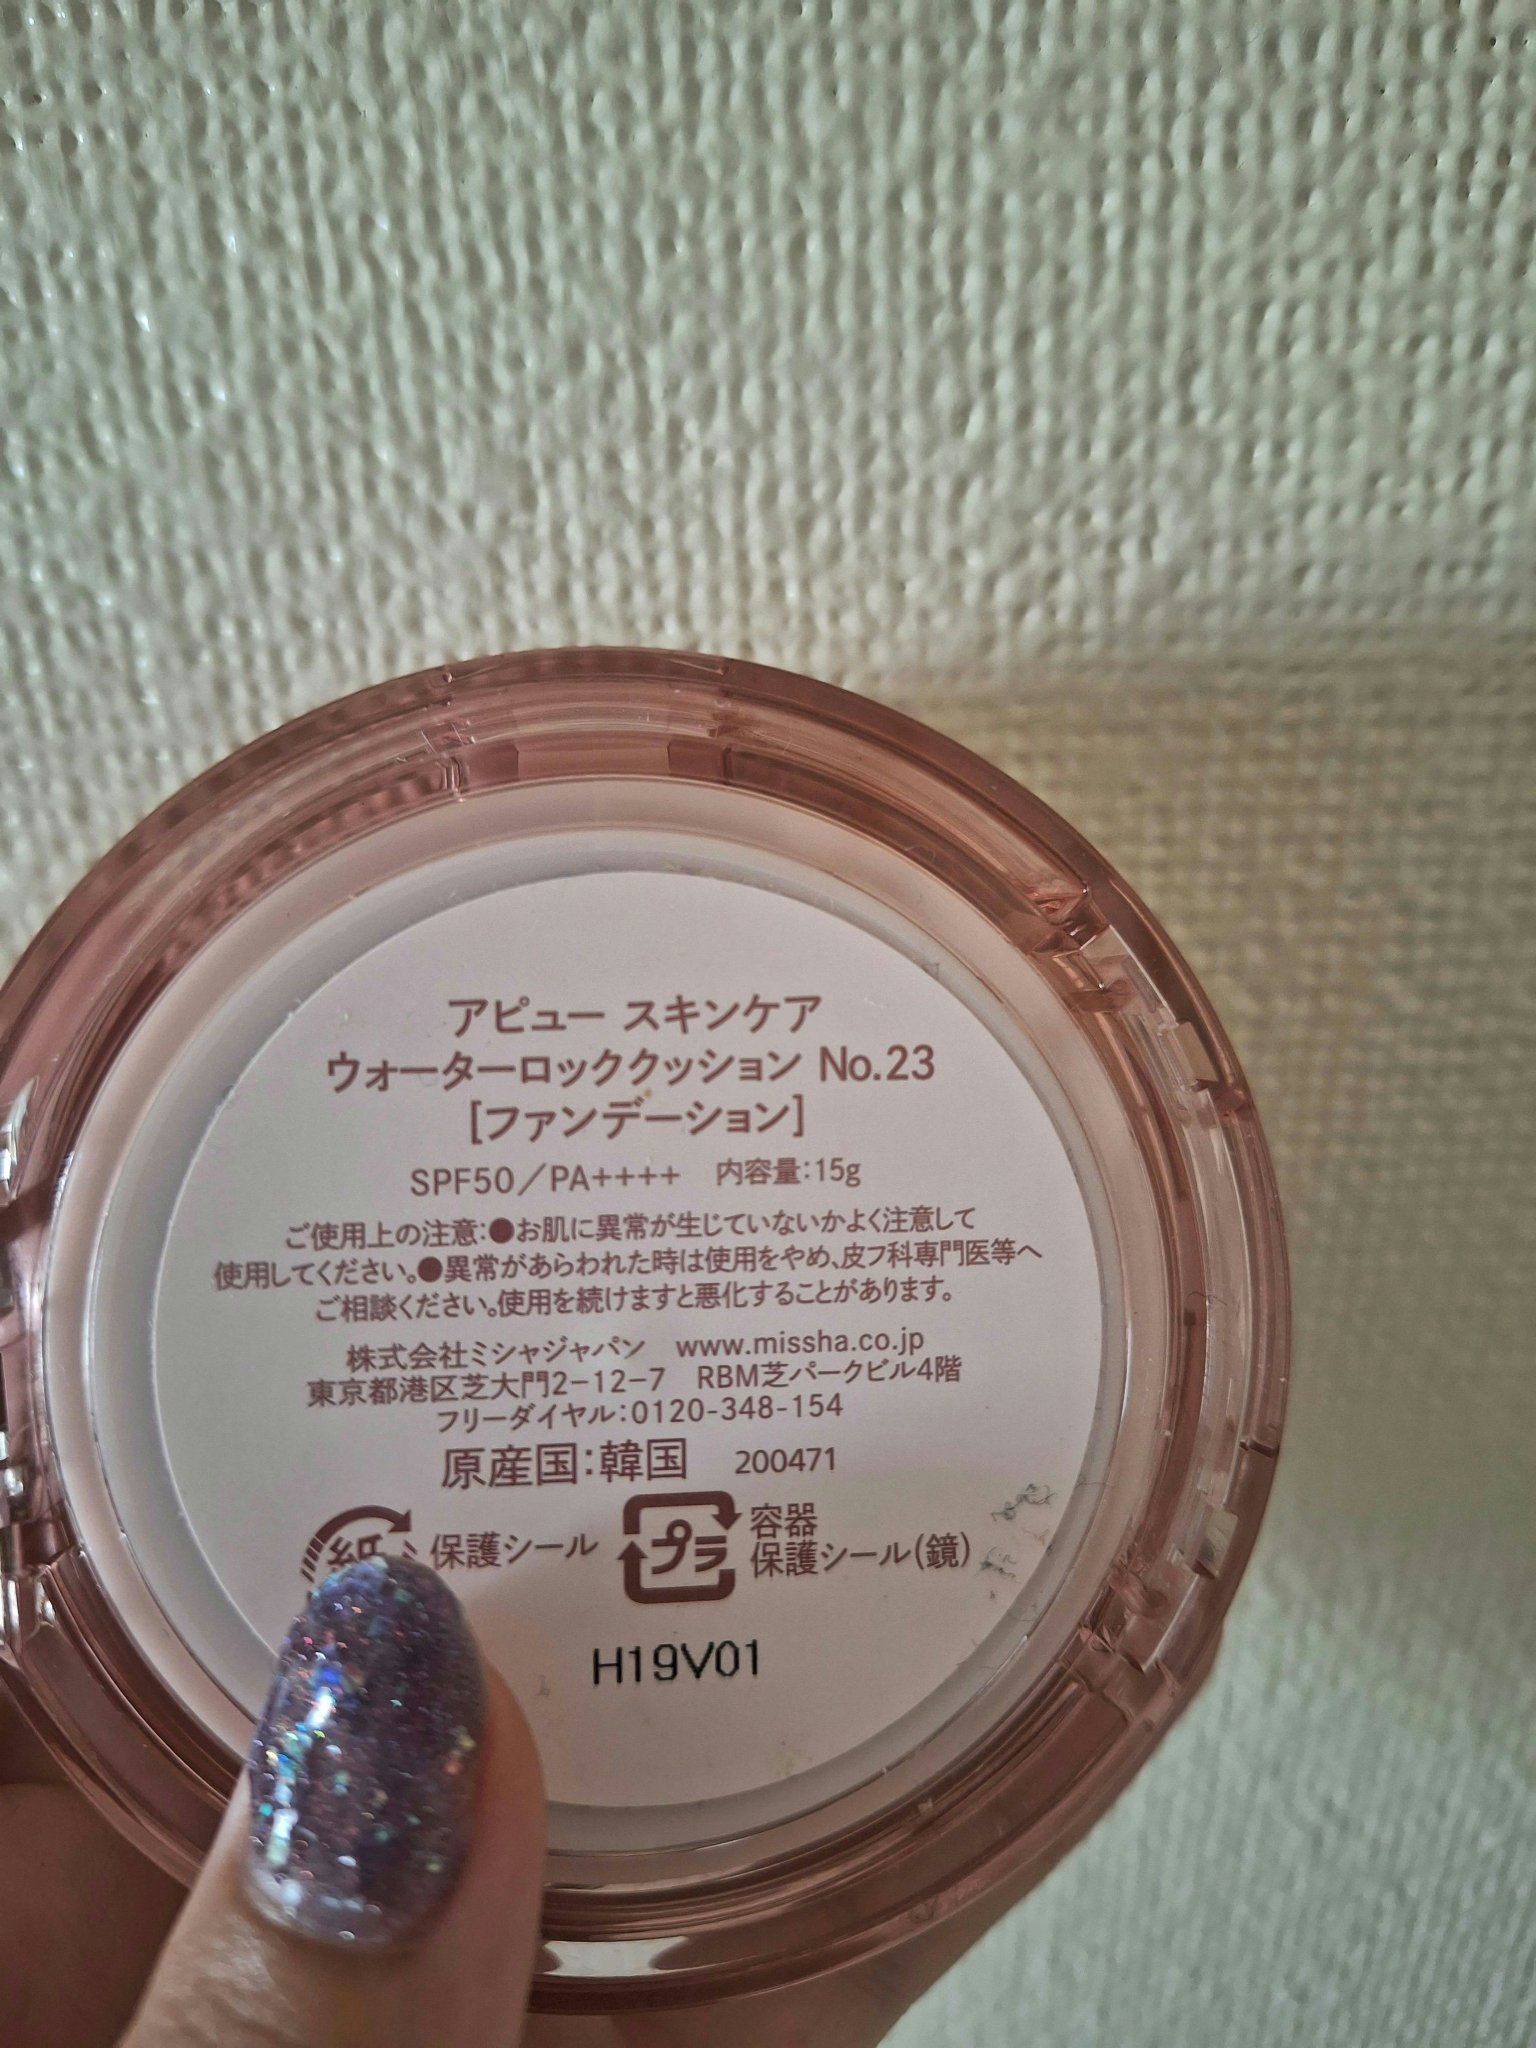 アピュー スキンケア
ウォーターロッククッション No.23
[ファンデーション]
SPF50／PA++++　内容量：15g
ご使用上の注意：●お肌に異常が生じていないかよく注意して
使用してください。●異常があらわれた時は使用をやめ、皮フ科専門医等へ
ご相談ください。使用を続けますと悪化することがあります。
株式会社ミシャジャパン　www.missha.co.jp
東京都港区芝大門2−12−7　RBM芝パークビル4階
フリーダイヤル：0120-348-154
原産国：韓国　200471
紙 保護シール プラ 容器
保護シール(鏡)
H19V01